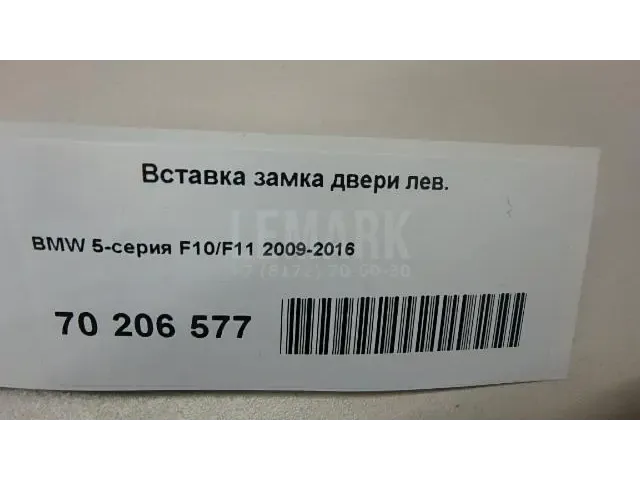 Вставка замка двери лев.
LEMARK
BMW 5-серия F10/F11 2009-2016
70 206 577